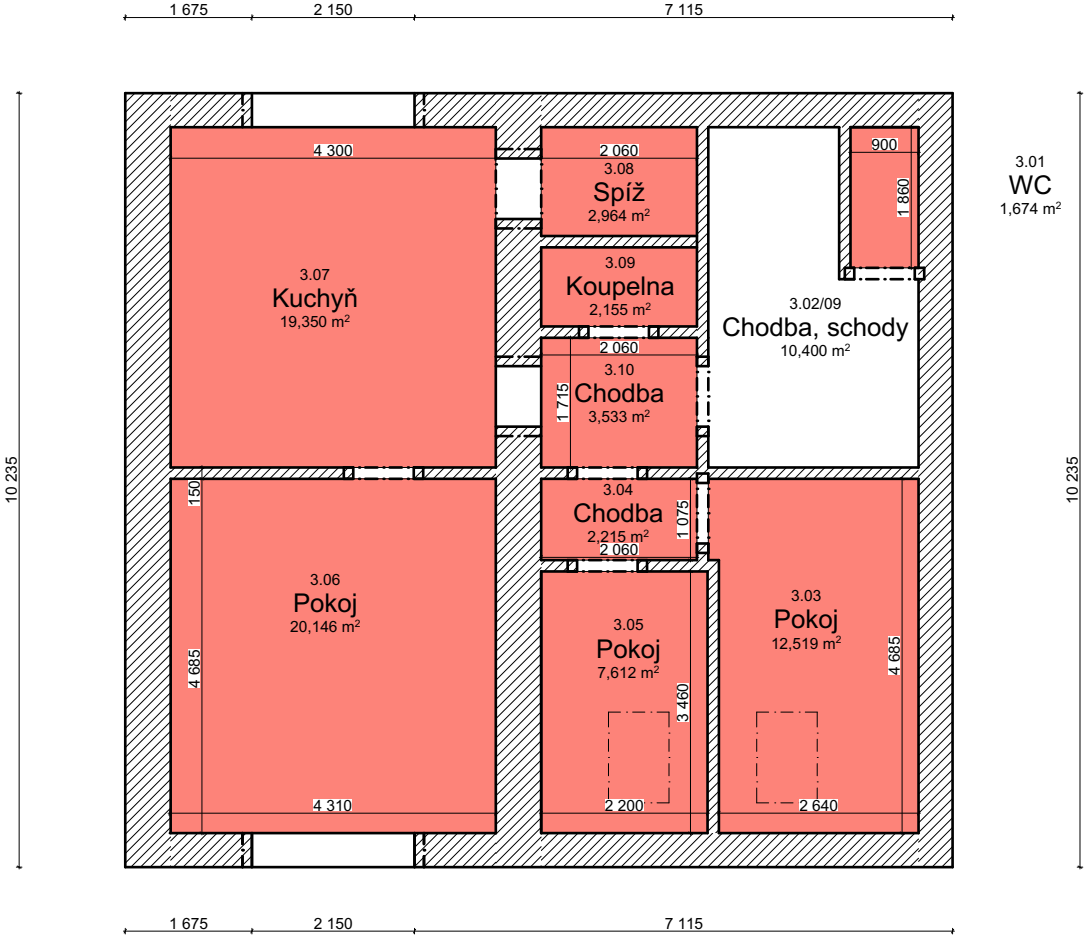 1 675
2 150
7 115
4 300
2 060
900
3.01
WC
1,674 m²
1 860
3.08
Spíž
2,964 m²
3.09
Koupelna
2,155 m²
3.07
Kuchyň
19,350 m²
3.02/09
Chodba, schody
10,400 m²
2 060
3.10
Chodba
3,533 m²
1 715
10 235
10 235
150
3.04
Chodba
2,215 m²
2 060
1 075
3.06
Pokoj
20,146 m²
4 685
3.05
Pokoj
7,612 m²
3 460
3.03
Pokoj
12,519 m²
4 685
4 310
2 200
2 640
1 675
2 150
7 115